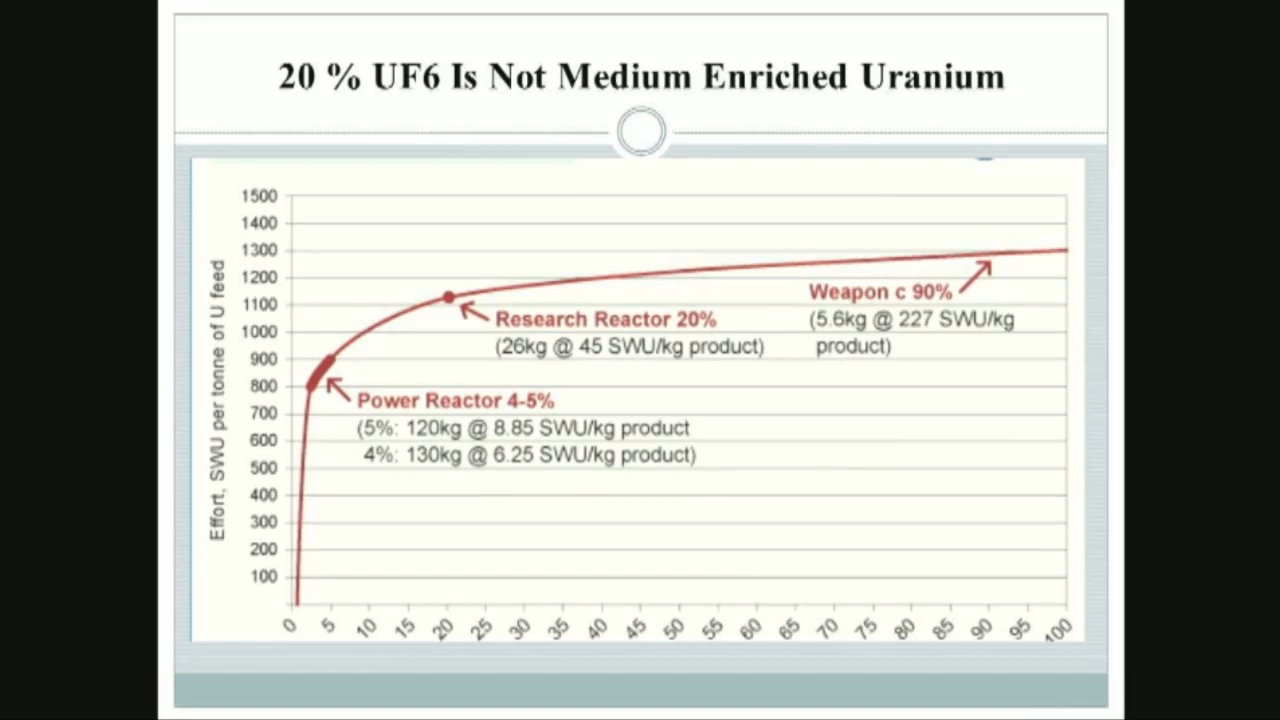 20 % UF6 Is Not Medium Enriched Uranium
Effort, SWU per tonne of U feed
1500
1400
1300
1200
1100
1000
900
800
700
600
500
400
300
200
100
Weapon c 90%
(5.6kg @ 227 SWU/kg
product)
Research Reactor 20%
(26kg @ 45 SWU/kg product)
Power Reactor 4-5%
(5%: 120kg @ 8.85 SWU/kg product
4%: 130kg @ 6.25 SWU/kg product)
0 5 10 15 20 25 30 35 40 45 50 55 60 65 70 75 80 85 90 95 100